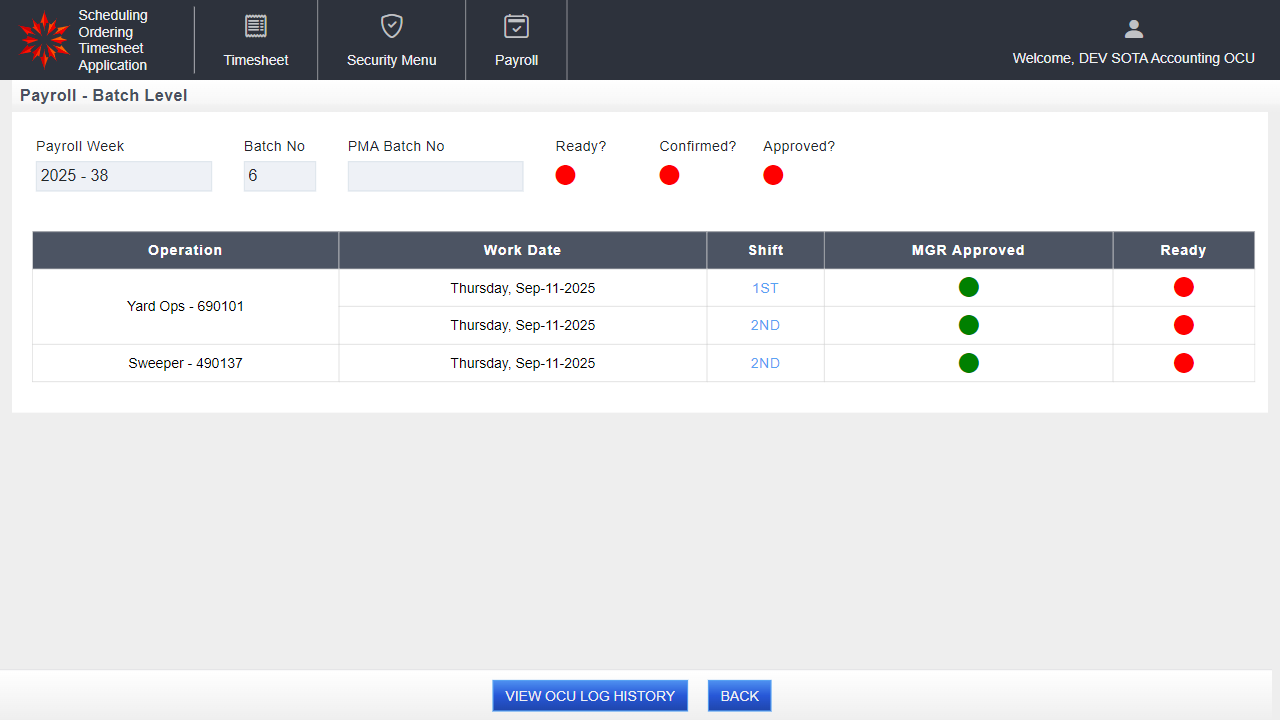 Scheduling
Ordering
Timesheet
Application
Timesheet
Security Menu
Payroll
Welcome, DEV SOTA Accounting OCU
Payroll - Batch Level
Payroll Week
Batch No
PMA Batch No
Ready?
Confirmed?
Approved?
2025 - 38
6
Operation
Work Date
Shift
MGR Approved
Ready
Yard Ops - 690101
Thursday, Sep-11-2025
1ST
Thursday, Sep-11-2025
2ND
Sweeper - 490137
Thursday, Sep-11-2025
2ND
VIEW OCU LOG HISTORY
BACK